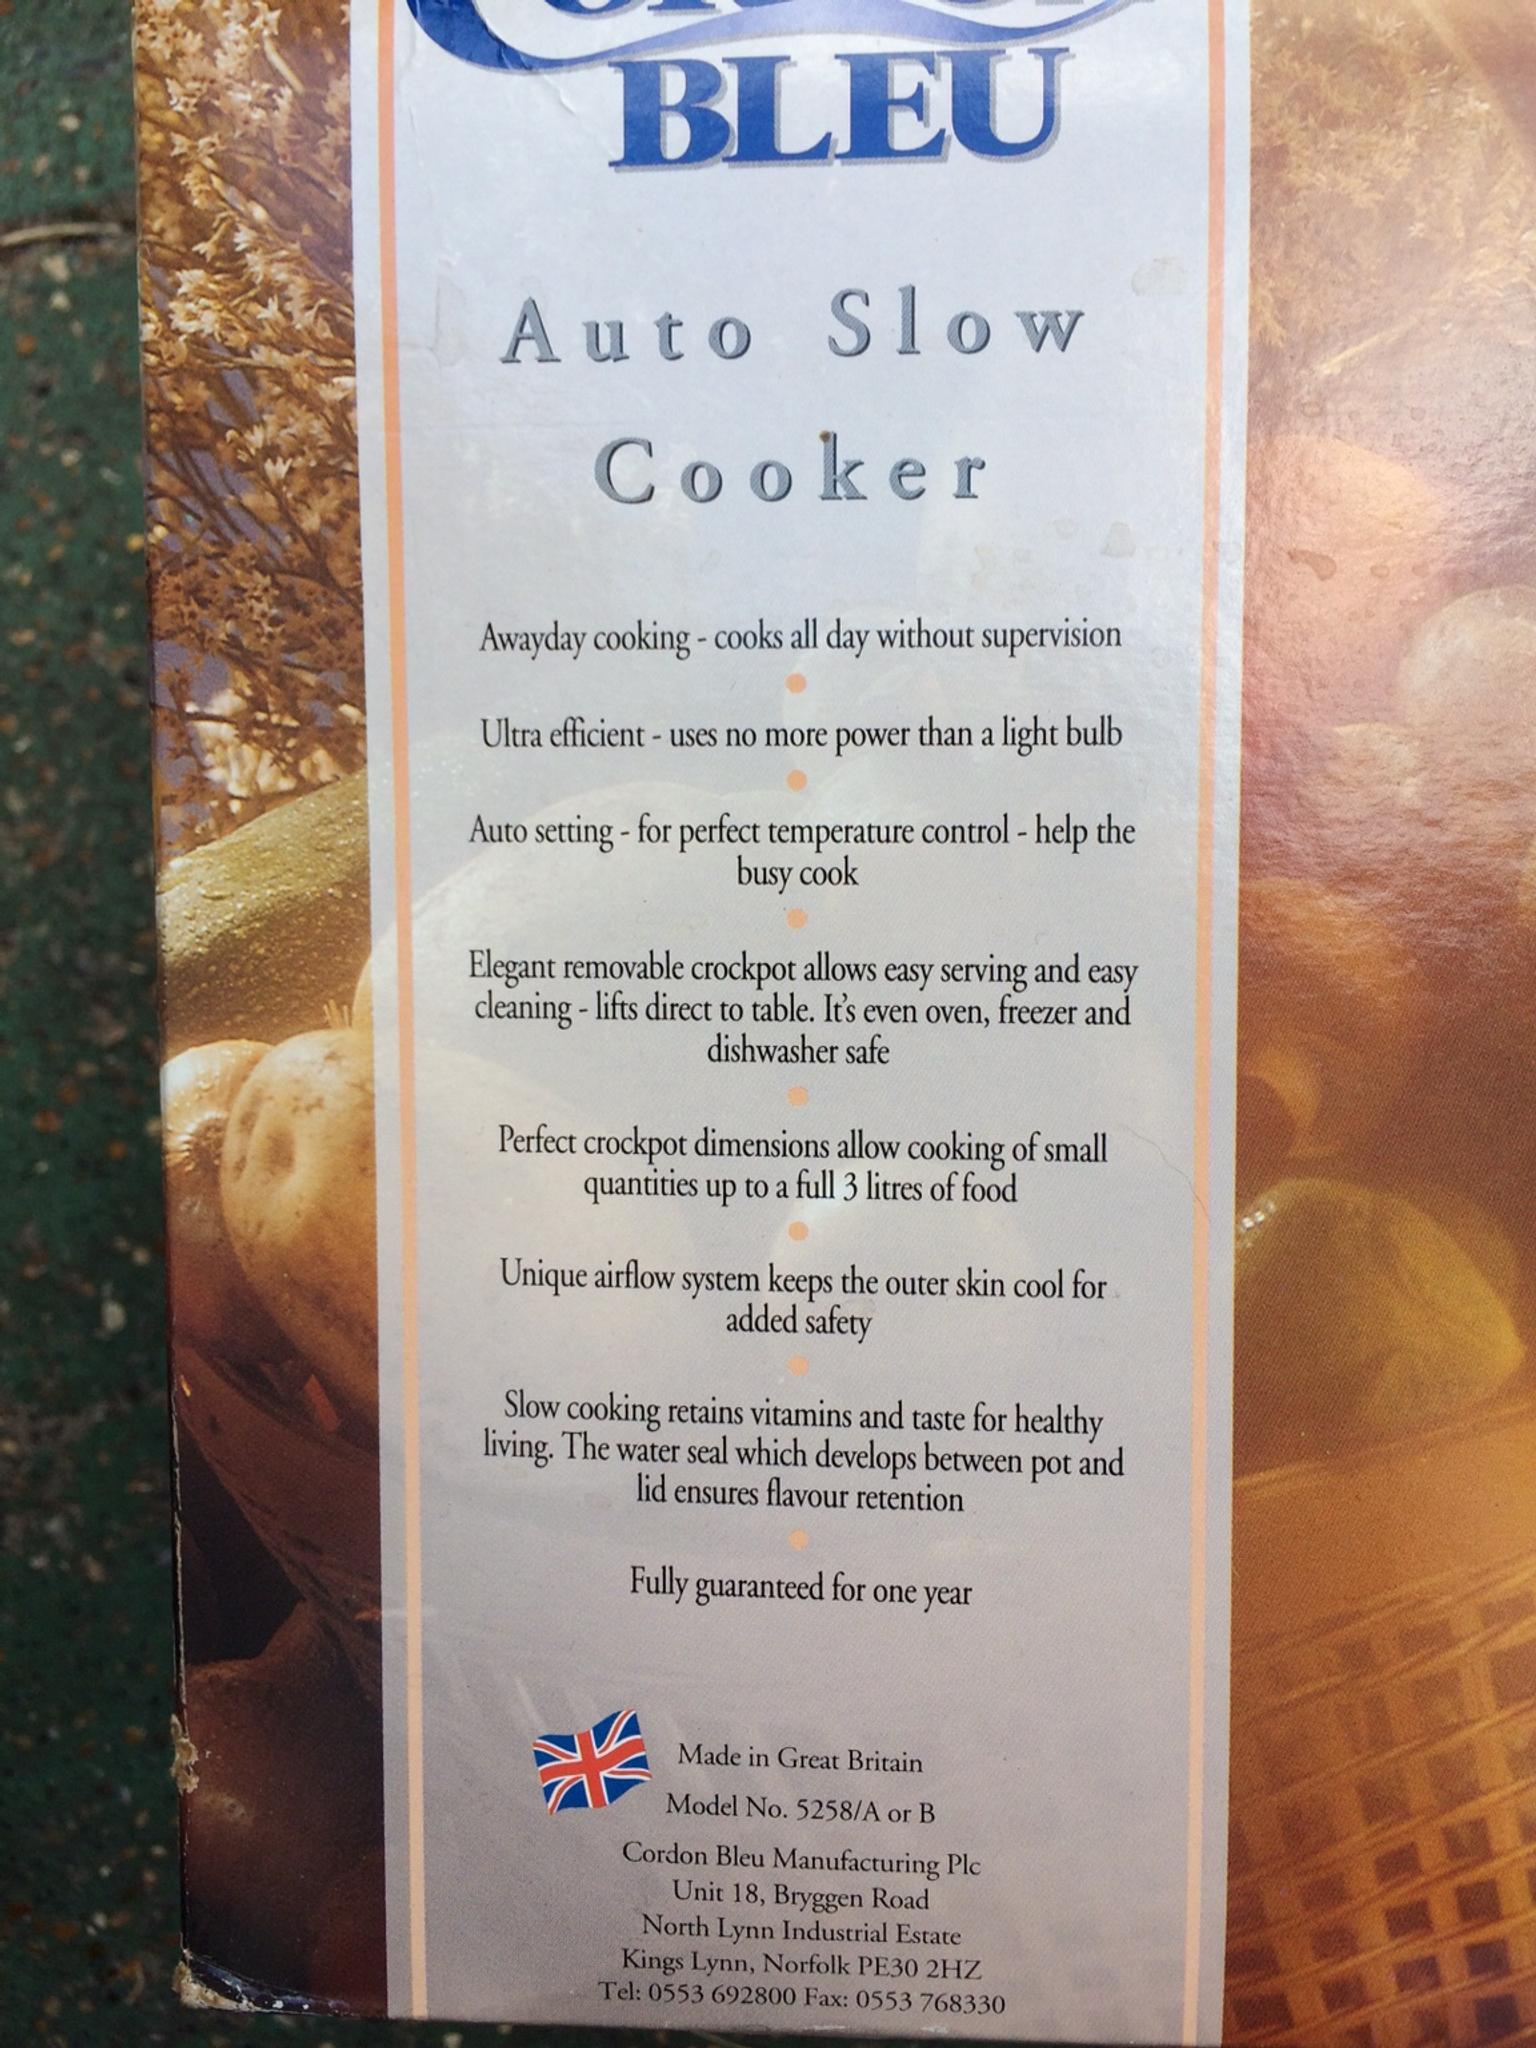 BLEU
Auto Slow
Cooker
Awayday cooking - cooks all day without supervision
Ultra efficient - uses no more power than a light bulb
Auto setting - for perfect temperature control - help the
busy cook
Elegant removable crockpot allows easy serving and easy
cleaning - lifts direct to table. It's even oven, freezer and
dishwasher safe
Perfect crockpot dimensions allow cooking of small
quantities up to a full 3 litres of food
Unique airflow system keeps the outer skin cool for
added safety
Slow cooking retains vitamins and taste for healthy
living. The water seal which develops between pot and
lid ensures flavour retention
Fully guaranteed for one year
Made in Great Britain
Model No. 5258/A or B
Cordon Bleu Manufacturing Plc
Unit 18, Bryggen Road
North Lynn Industrial Estate
Kings Lynn, Norfolk PE30 2HZ
Tel: 0553 692800 Fax: 0553 768330